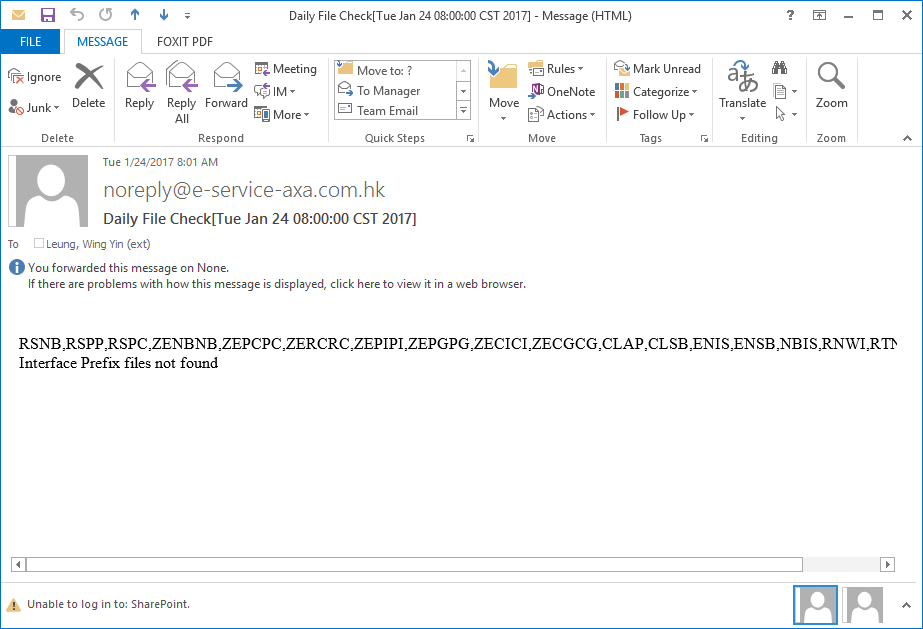 Daily File Check[Tue Jan 24 08:00:00 CST 2017] - Message (HTML)
?
FILE
MESSAGE
FOXIT PDF
Ignore
Junk
Delete
Reply
Reply All
Forward
Meeting
IM
More
Move to: ?
To Manager
Team Email
Move
Rules
OneNote
Actions
Mark Unread
Categorize
Follow Up
Translate
Zoom
Delete
Respond
Quick Steps
Move
Tags
Editing
Zoom
Tue 1/24/2017 8:01 AM
noreply@e-service-axa.com.hk
Daily File Check[Tue Jan 24 08:00:00 CST 2017]
To Leung, Wing Yin (ext)
You forwarded this message on None.
If there are problems with how this message is displayed, click here to view it in a web browser.
RSNB,RSPP,RSPC,ZENBNB,ZEPCPC,ZERCRC,ZEPIPI,ZEPGPG,ZECICI,ZECGCG,CLAP,CLSB,ENIS,ENSB,NBIS,RNWI,RTN
Interface Prefix files not found
Unable to log in to: SharePoint.